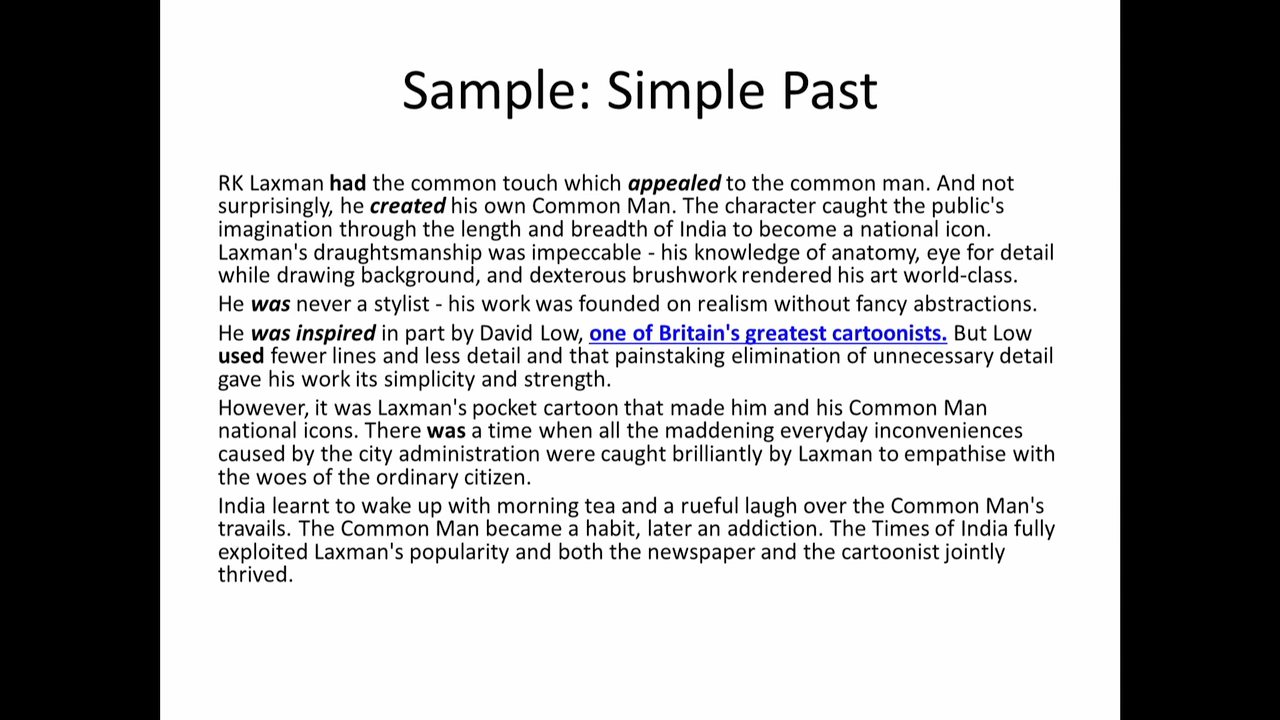 Sample: Simple Past
RK Laxman had the common touch which appealed to the common man. And not
surprisingly, he created his own Common Man. The character caught the public's
imagination through the length and breadth of India to become a national icon.
Laxman's draughtsmanship was impeccable - his knowledge of anatomy, eye for detail
while drawing background, and dexterous brushwork rendered his art world-class.
He was never a stylist - his work was founded on realism without fancy abstractions.
He was inspired in part by David Low, one of Britain's greatest cartoonists. But Low
used fewer lines and less detail and that painstaking elimination of unnecessary detail
gave his work its simplicity and strength.
However, it was Laxman's pocket cartoon that made him and his Common Man
national icons. There was a time when all the maddening everyday inconveniences
caused by the city administration were caught brilliantly by Laxman to empathise with
the woes of the ordinary citizen.
India learnt to wake up with morning tea and a rueful laugh over the Common Man's
travails. The Common Man became a habit, later an addiction. The Times of India fully
exploited Laxman's popularity and both the newspaper and the cartoonist jointly
thrived.